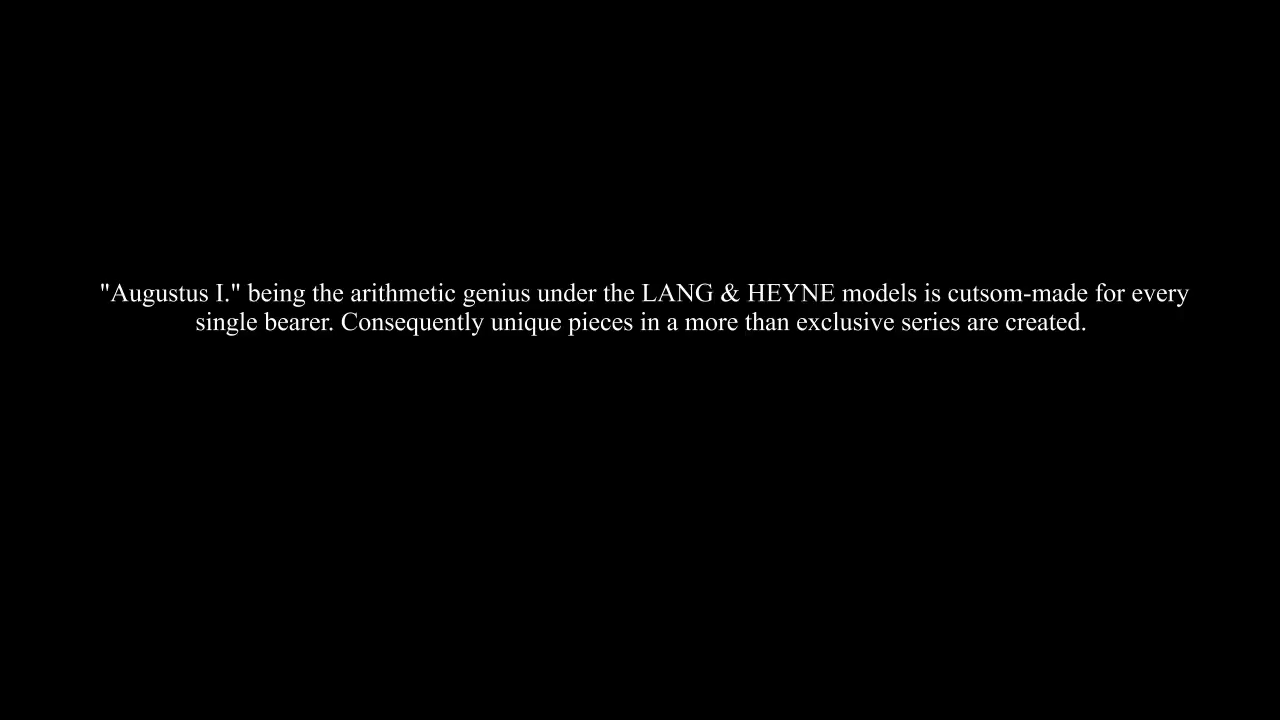 "Augustus I." being the arithmetic genius under the LANG & HEYNE models is cutsom-made for every
single bearer. Consequently unique pieces in a more than exclusive series are created.